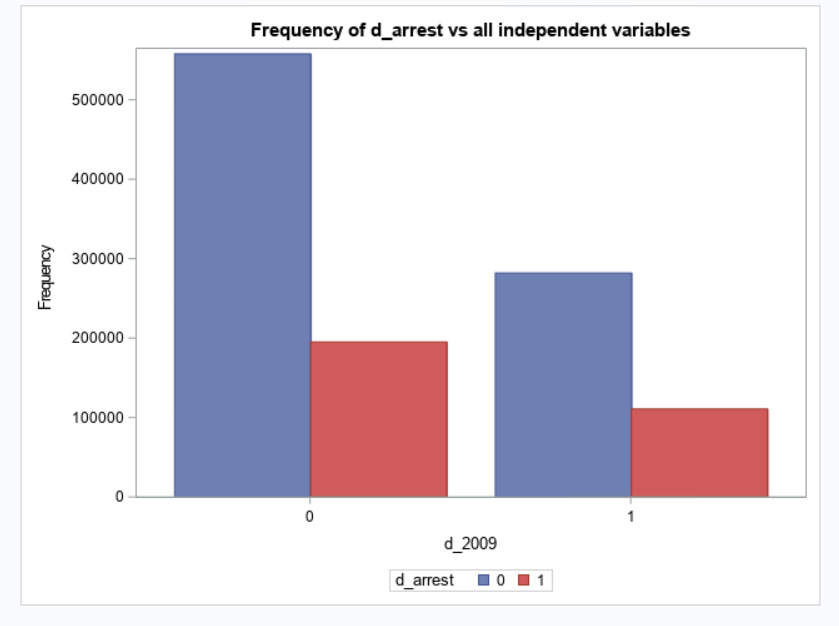 Frequency of d_arrest vs all independent variables
500000
400000
300000
200000
100000
0
Frequency
0 1
d_2009
d_arrest 0 1